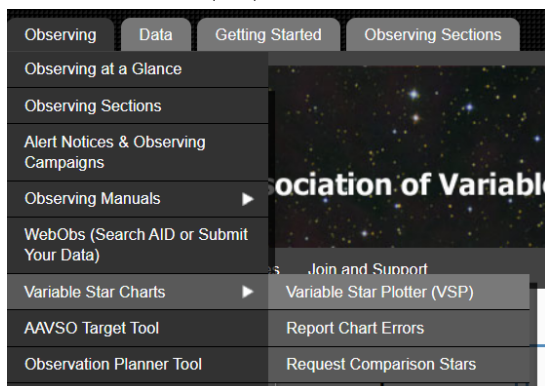 Observing Data Getting Started Observing Sections
Observing at a Glance
Observing Sections
Alert Notices & Observing
Campaigns
ociation of Variabl
Observing Manuals
WebObs (Search AID or Submit
Your Data)
s Join and Support
Variable Star Charts
Variable Star Plotter (VSP)
AAVSO Target Tool
Report Chart Errors
Observation Planner Tool
Request Comparison Stars